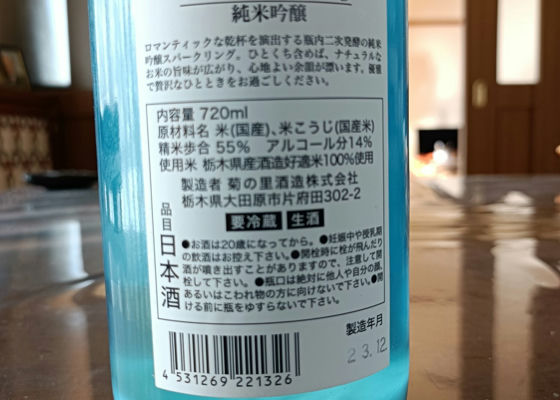 純米吟醸
ロマンティックな乾杯を演出する瓶内二次発酵の純米
吟醸スパークリング。ひとくち含めば、ナチュラルな
お米の旨味が広がり、心地よい余韻が漂います。優雅
で贅沢なひとときをお過ごしください。
内容量 720ml
原材料名 米(国産)、米こうじ(国産米)
精米歩合 55% アルコール分14%
使用米 栃木県産酒造好適米100%使用
製造者 菊の里酒造株式会社
栃木県大田原市片府田302-2
要冷蔵 生酒
品目 日本酒
●お酒は20歳になってから。●妊娠中や授乳期
の飲酒はお控え下さい。●開栓時に栓が飛んだり
酒が噴き出すことがありますので、注意して開
栓して下さい。●瓶口は絶対に他人や自分の顔、
あるいはこわれ物の方に向けないで下さい。●開
ける前に瓶をゆすらないで下さい。
製造年月
23.12
4 531269 221326